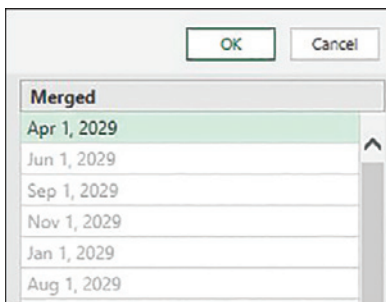 OK Cancel
Merged
Apr 1, 2029
Jun 1, 2029
Sep 1, 2029
Nov 1, 2029
Jan 1, 2029
Aug 1, 2029